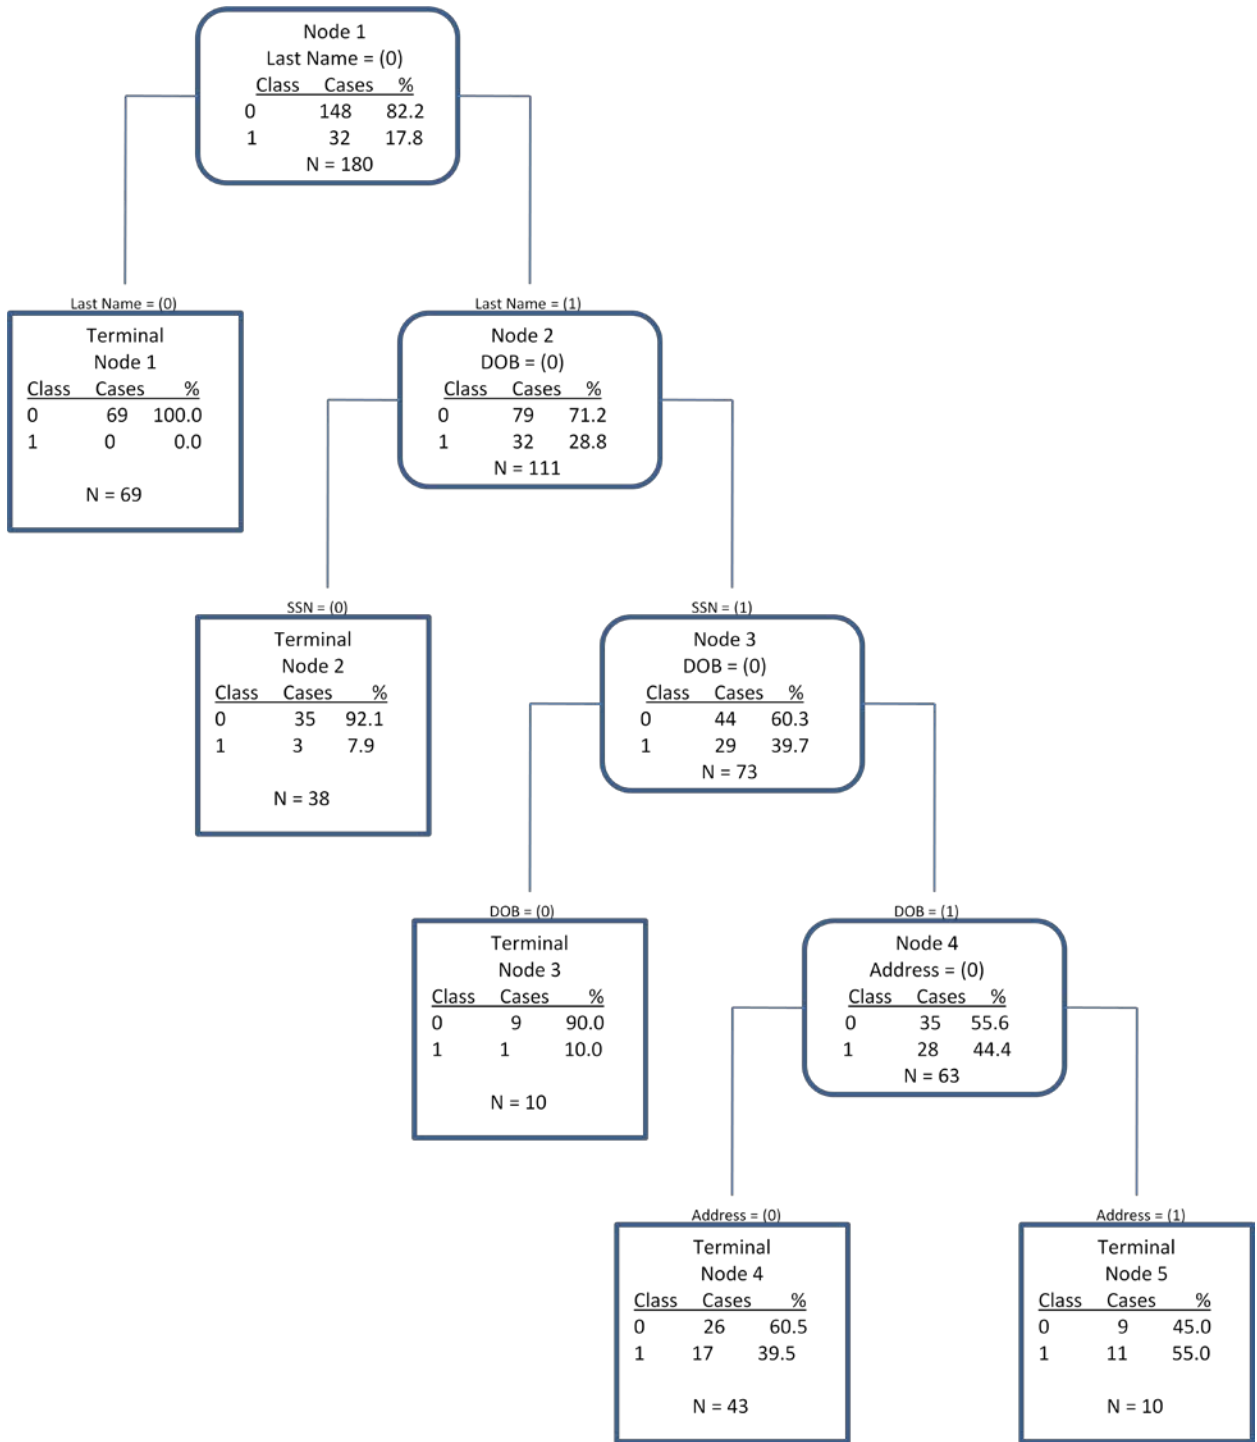 Node 1
Last Name = (0)
Class Cases %
0 148 82.2
1 32 17.8
N = 180
Last Name = (0)
Terminal
Node 1
Class Cases %
0 69 100.0
1 0 0.0
N = 69
Last Name = (1)
Node 2
DOB = (0)
Class Cases %
0 79 71.2
1 32 28.8
N = 111
SSN = (0)
Terminal
Node 2
Class Cases %
0 35 92.1
1 3 7.9
N = 38
SSN = (1)
Node 3
DOB = (0)
Class Cases %
0 44 60.3
1 29 39.7
N = 73
DOB = (0)
Terminal
Node 3
Class Cases %
0 9 90.0
1 1 10.0
N = 10
DOB = (1)
Node 4
Address = (0)
Class Cases %
0 35 55.6
1 28 44.4
N = 63
Address = (0)
Terminal
Node 4
Class Cases %
0 26 60.5
1 17 39.5
N = 43
Address = (1)
Terminal
Node 5
Class Cases %
0 9 45.0
1 11 55.0
N = 10